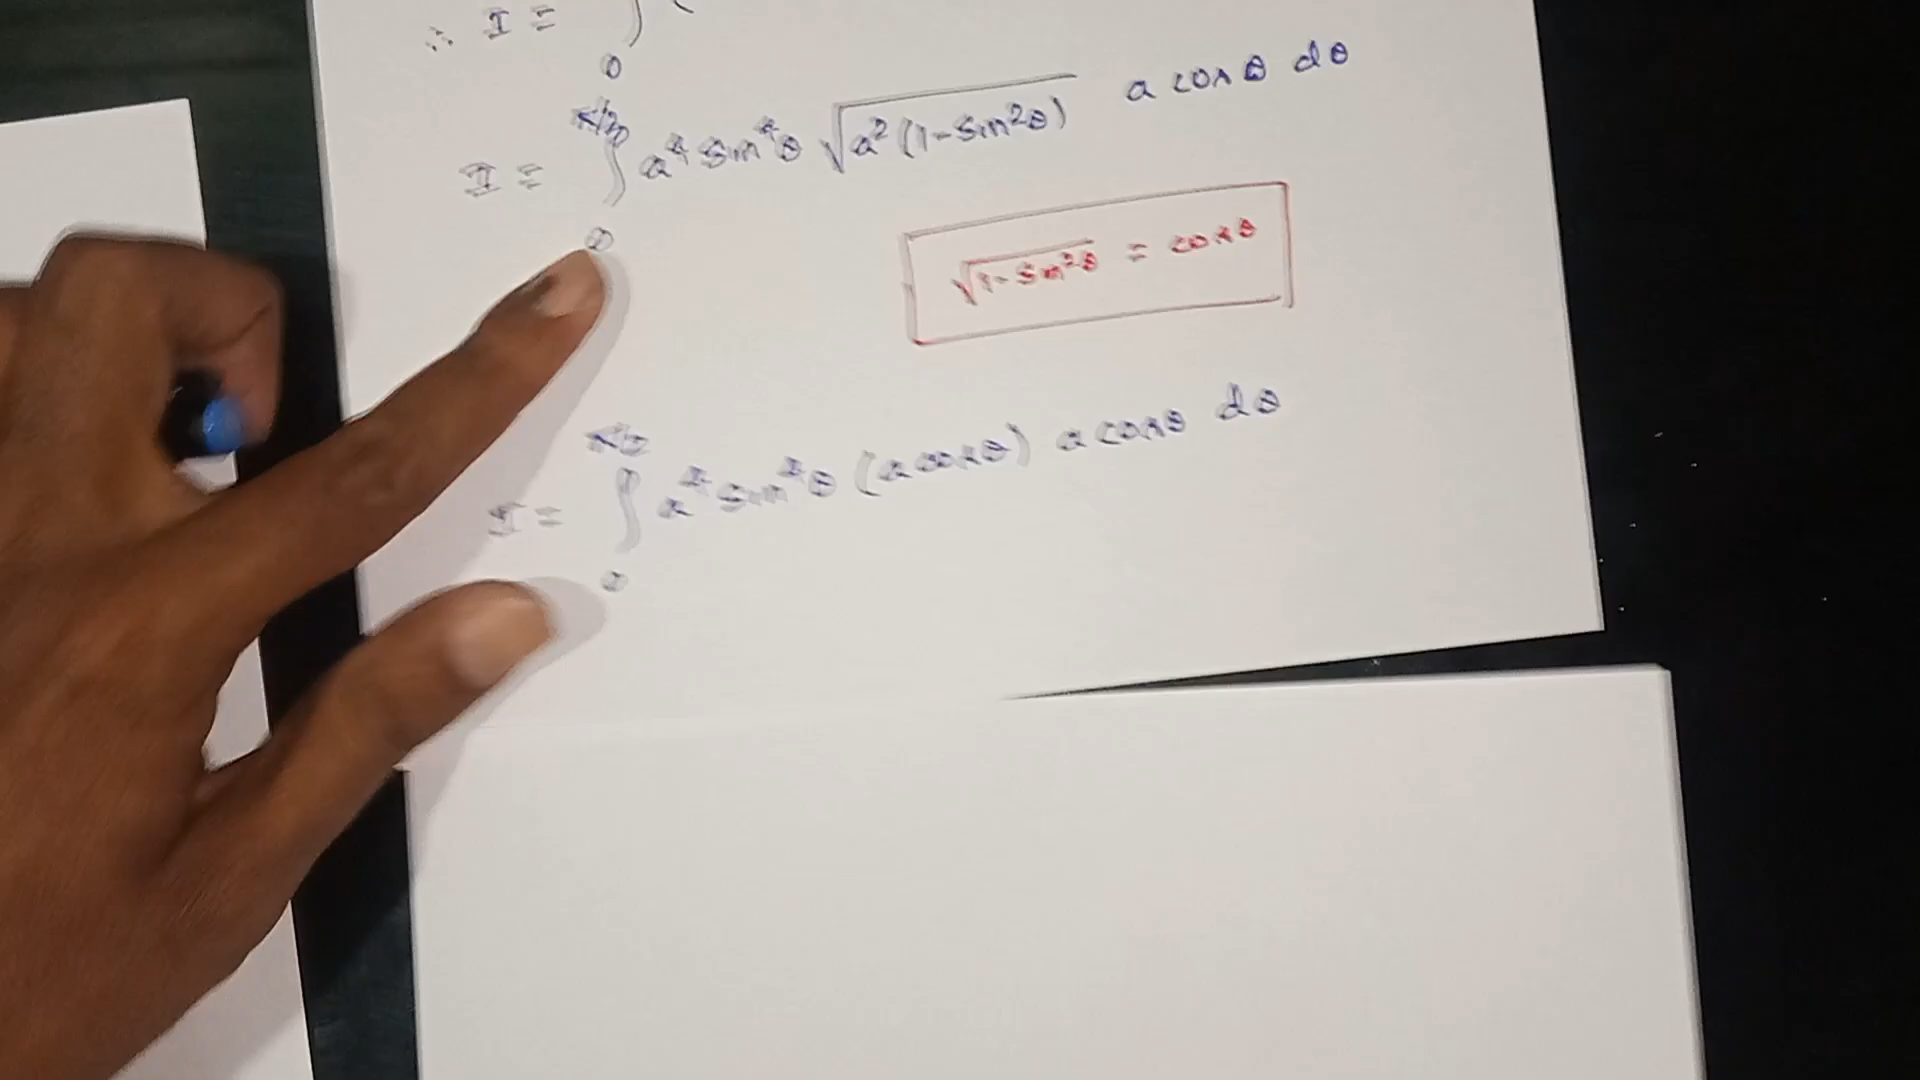 ∴ I = ∫
0
I = ∫₀^{π/2} a⁴ sin⁴θ √(a²(1-sin²θ)) a cosθ dθ
√(1-sin²θ) = cosθ
I = ∫₀^{π/2} a⁴ sin⁴θ (a cosθ) a cosθ dθ